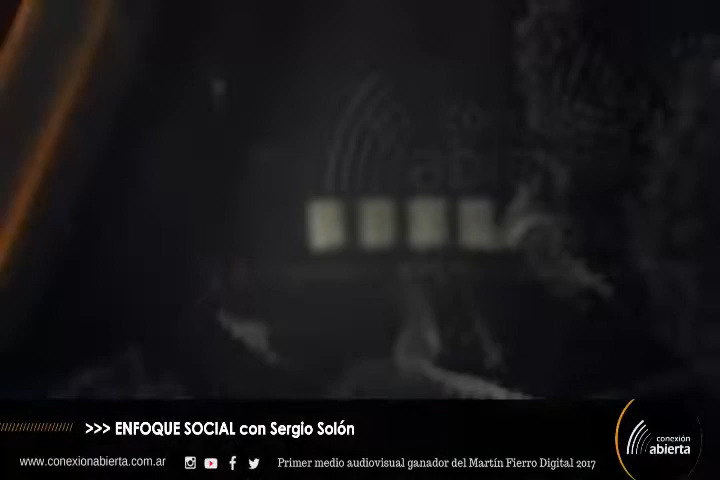 >>> ENFOQUE SOCIAL con Sergio Solón
conexión
abierta
www.conexionabierta.com.ar
Primer medio audiovisual ganador del Martín Fierro Digital 2017